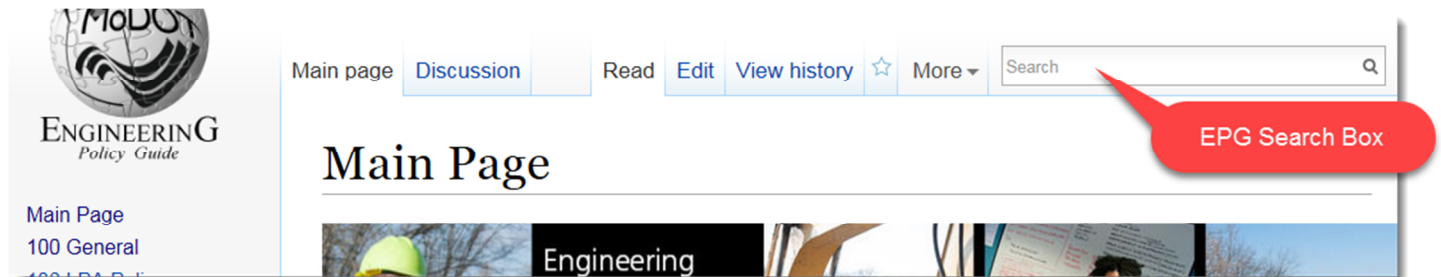 MoDOT
ENGINEERING
Policy Guide
Main page Discussion Read Edit View history More Search
EPG Search Box
Main Page
Main Page
100 General
Engineering